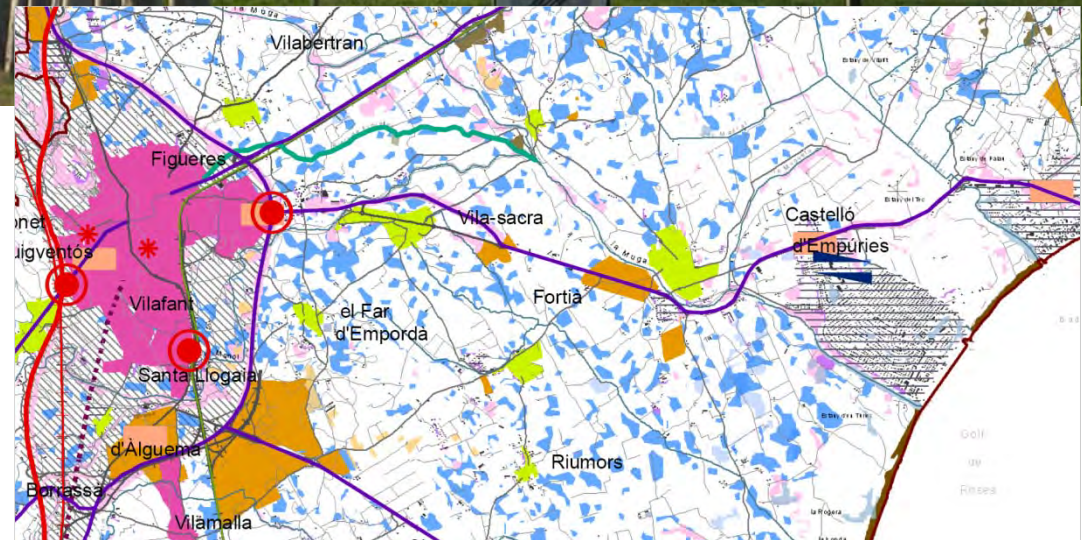 la Muga
Vilabertran
Figueres
Vila-sacra
Castelló
d'Empúries
la Muga
Vilafant
Fortià
el Far
d'Emporda
Santa Llogaia
d'Àlguema
Riumors
Borrassà
Vilamalla
Golf
de
Roses